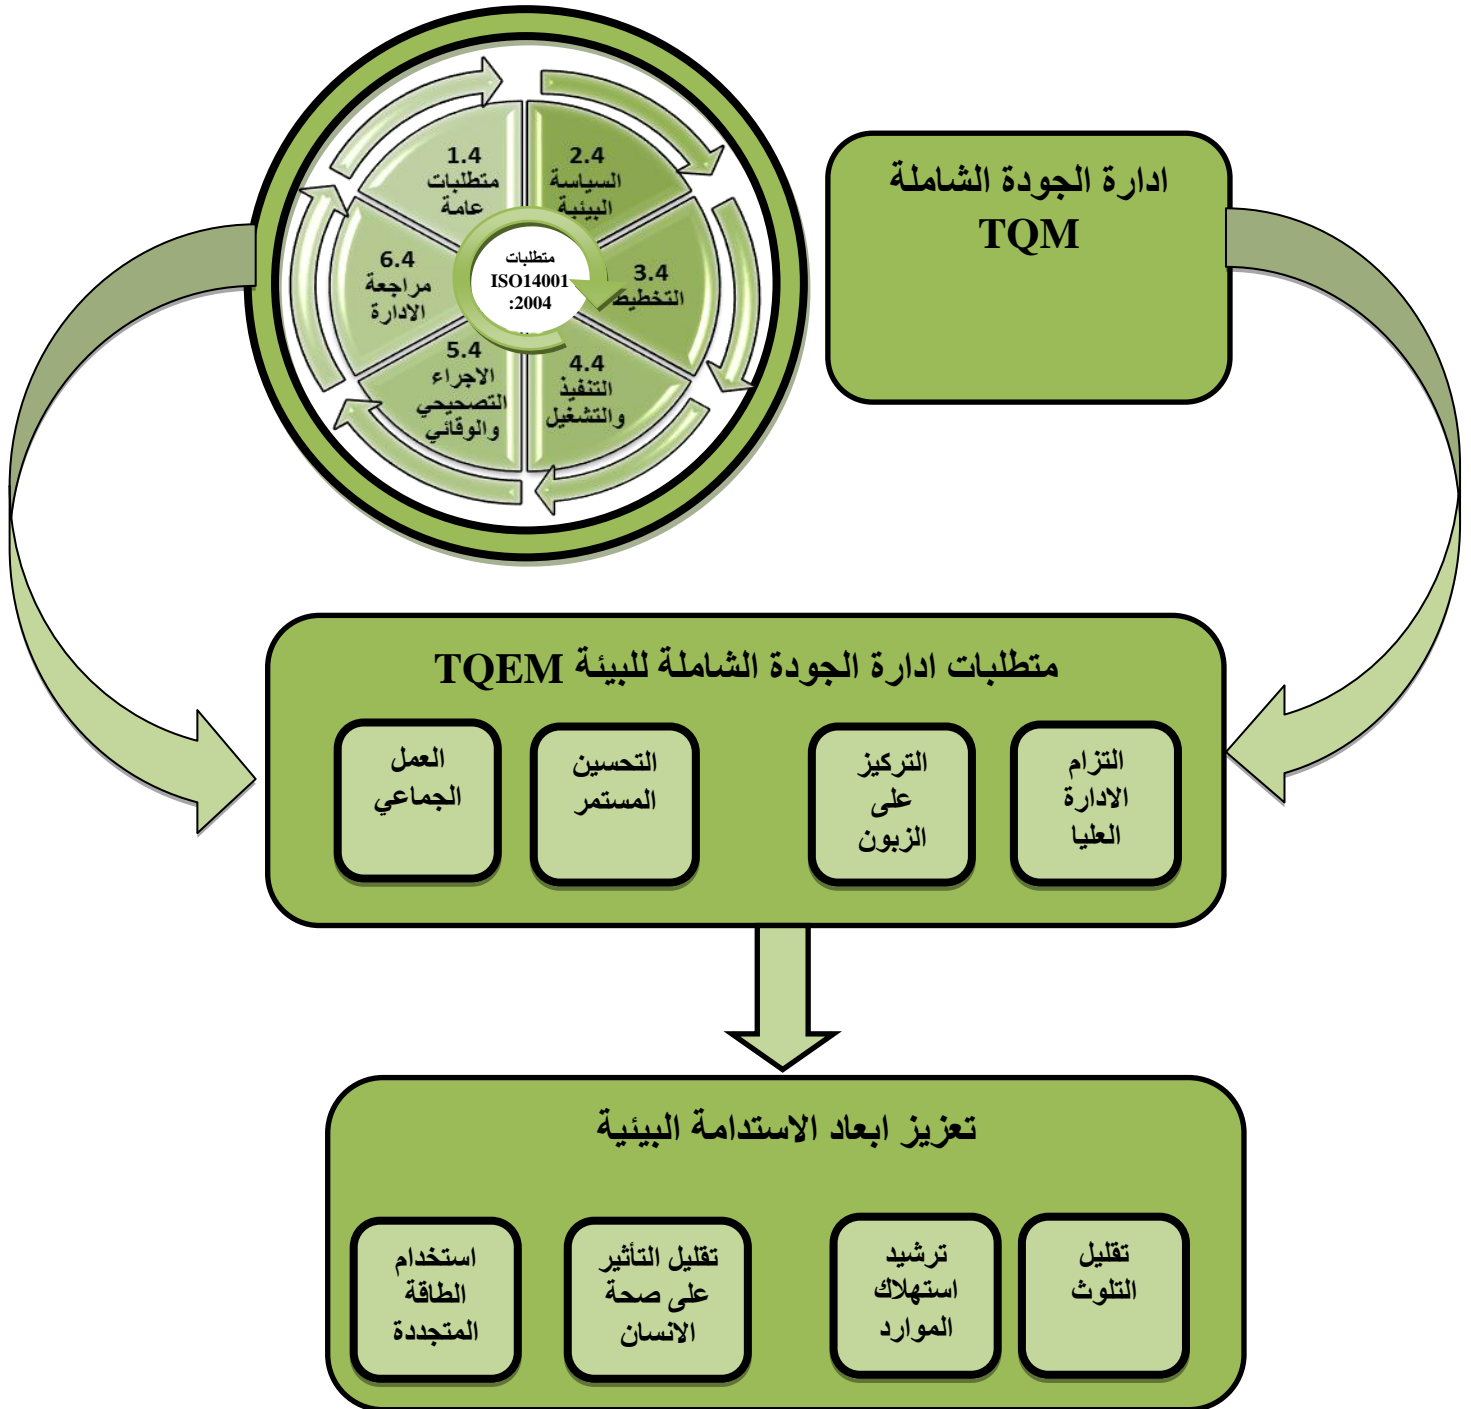 ادارة الجودة الشاملة
TQM
1.4
متطلبات
عامة
2.4
السياسة
البيئية
3.4
التخطيط
4.4
التنفيذ
والتشغيل
5.4
الاجراء
التصحيحي
والوقائي
6.4
مراجعة
الادارة
متطلبات
ISO14001
:2004
متطلبات ادارة الجودة الشاملة للبيئة TQEM
التزام
الادارة
العليا
التركيز
على
الزبون
التحسين
المستمر
العمل
الجماعي
تعزيز ابعاد الاستدامة البيئية
تقليل
التلوث
ترشيد
استهلاك
الموارد
تقليل التأثير
على صحة
الانسان
استخدام
الطاقة
المتجددة